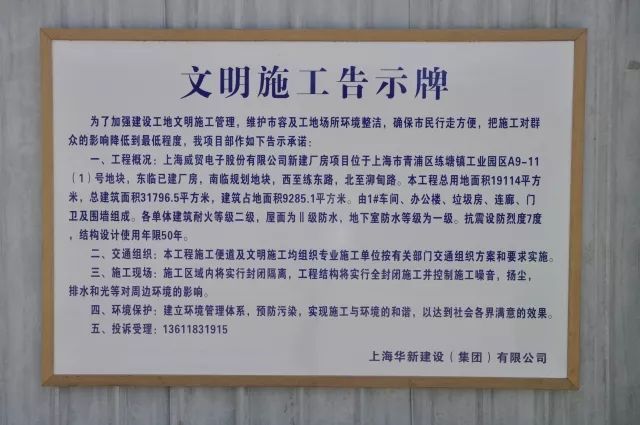 文明施工告示牌
为了加强建设工地文明施工管理，维护市容及工地场所环境整洁，确保市民行走方便，把施工对群
众的影响降低到最低程度，我项目部作如下告示承诺：
一、工程概况：上海威贸电子股份有限公司新建厂房项目位于上海市青浦区练塘镇工业园区A9-11
（1）号地块，东临已建厂房，南临规划地块，西至练东路，北至泖甸路。本工程总用地面积19114平方
米，总建筑面积31796.5平方米，建筑占地面积9285.1平方米。由1#车间、办公楼、垃圾房、连廊、门
卫及围墙组成。各单体建筑耐火等级二级，屋面为Ⅱ级防水，地下室防水等级为一级。抗震设防烈度7度
，结构设计使用年限50年。
二、交通组织：本工程施工便道及文明施工均组织专业施工单位按有关部门交通组织方案和要求实施。
三、施工现场：施工区域内将实行封闭隔离，工程结构将实行全封闭施工并控制施工噪音，扬尘，
排水和光等对周边环境的影响。
四、环境保护：建立环境管理体系，预防污染，实现施工与环境的和谐，以达到社会各界满意的效果。
五、投诉受理：13611831915
上海华新建设（集团）有限公司